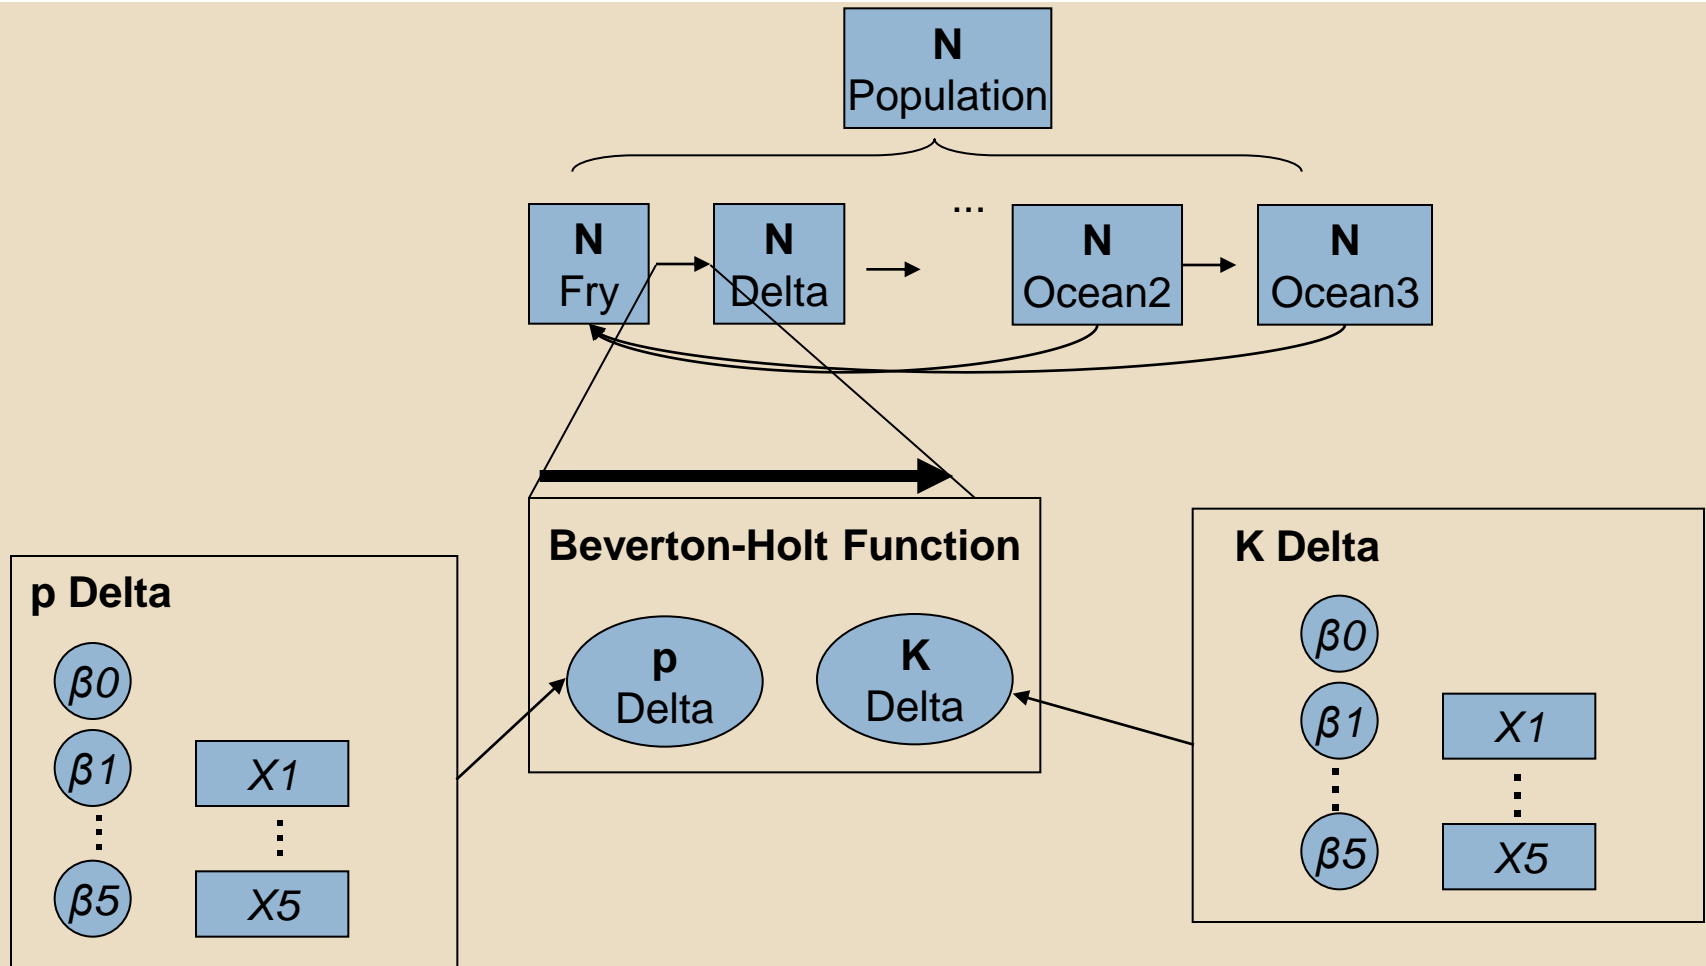 N
Population
N
Fry
N
Delta
...
N
Ocean2
N
Ocean3
Beverton-Holt Function
p
Delta
K
Delta
p Delta
β0
β1
X1
β5
X5
K Delta
β0
β1
X1
β5
X5